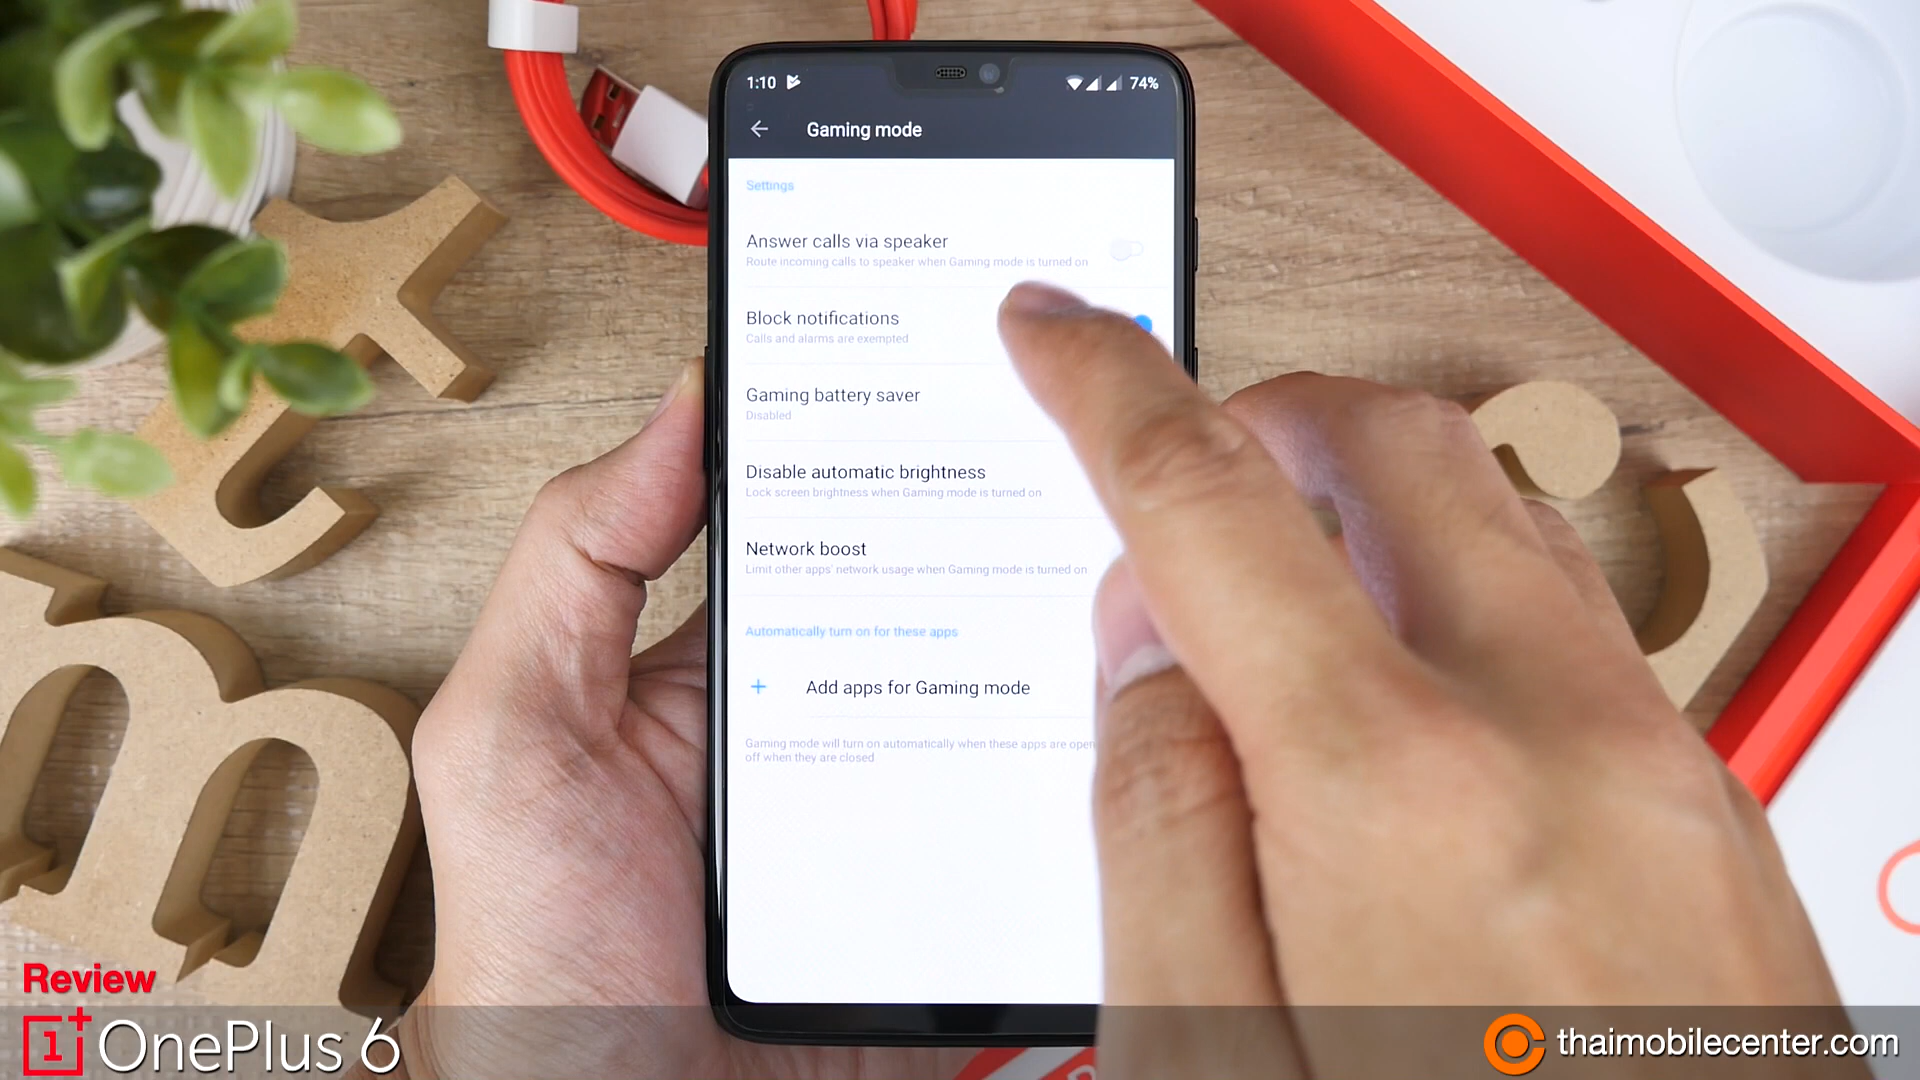 1:10
74%
Gaming mode
Settings
Answer calls via speaker
Route incoming calls to speaker when Gaming mode is turned on
Block notifications
Calls and alarms are exempted
Gaming battery saver
Disabled
Disable automatic brightness
Lock screen brightness when Gaming mode is turned on
Network boost
Limit other apps' network usage when Gaming mode is turned on
Automatically turn on for these apps
+ Add apps for Gaming mode
Gaming mode will turn on automatically when these apps are open
off when they are closed
Review
1+ OnePlus 6
thaimobilecenter.com